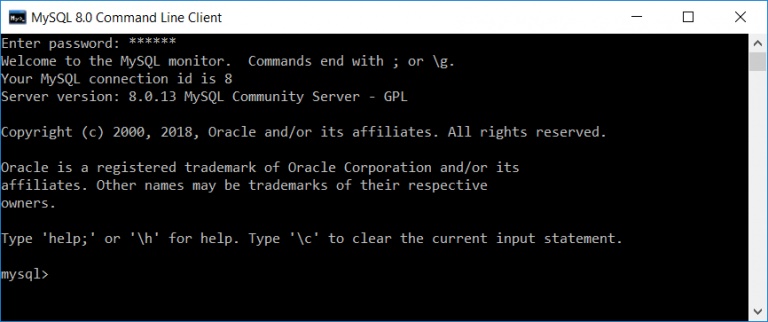 MySQL 8.0 Command Line Client
Enter password: ******
Welcome to the MySQL monitor.  Commands end with ; or \g.
Your MySQL connection id is 8
Server version: 8.0.13 MySQL Community Server - GPL

Copyright (c) 2000, 2018, Oracle and/or its affiliates. All rights reserved.

Oracle is a registered trademark of Oracle Corporation and/or its
affiliates. Other names may be trademarks of their respective
owners.

Type 'help;' or '\h' for help. Type '\c' to clear the current input statement.

mysql>